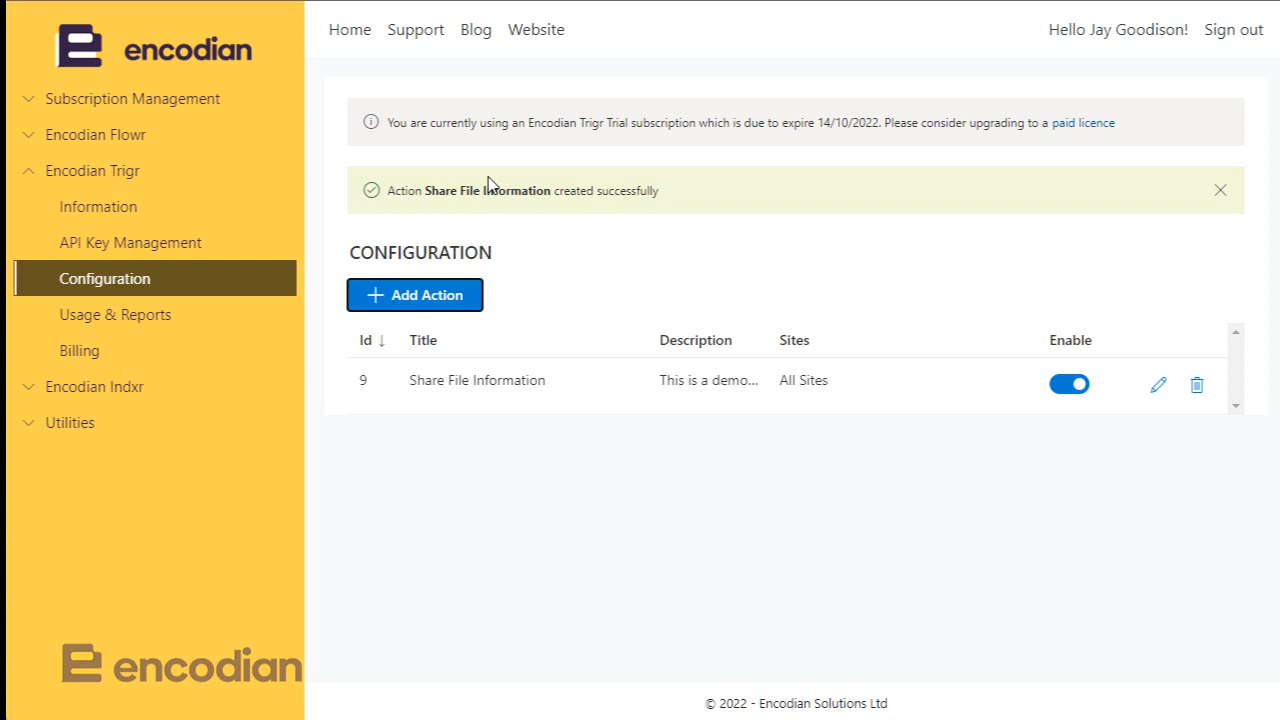 encodian
Home Support Blog Website
Hello Jay Goodison! Sign out
Subscription Management
Encodian Flowr
Encodian Trigr
Information
API Key Management
Configuration
Usage & Reports
Billing
Encodian Indxr
Utilities
encodian
You are currently using an Encodian Trigr Trial subscription which is due to expire 14/10/2022. Please consider upgrading to a paid licence
Action Share File Information created successfully
CONFIGURATION
Add Action
Id Title Description Sites Enable
9 Share File Information This is a demo... All Sites
© 2022 - Encodian Solutions Ltd